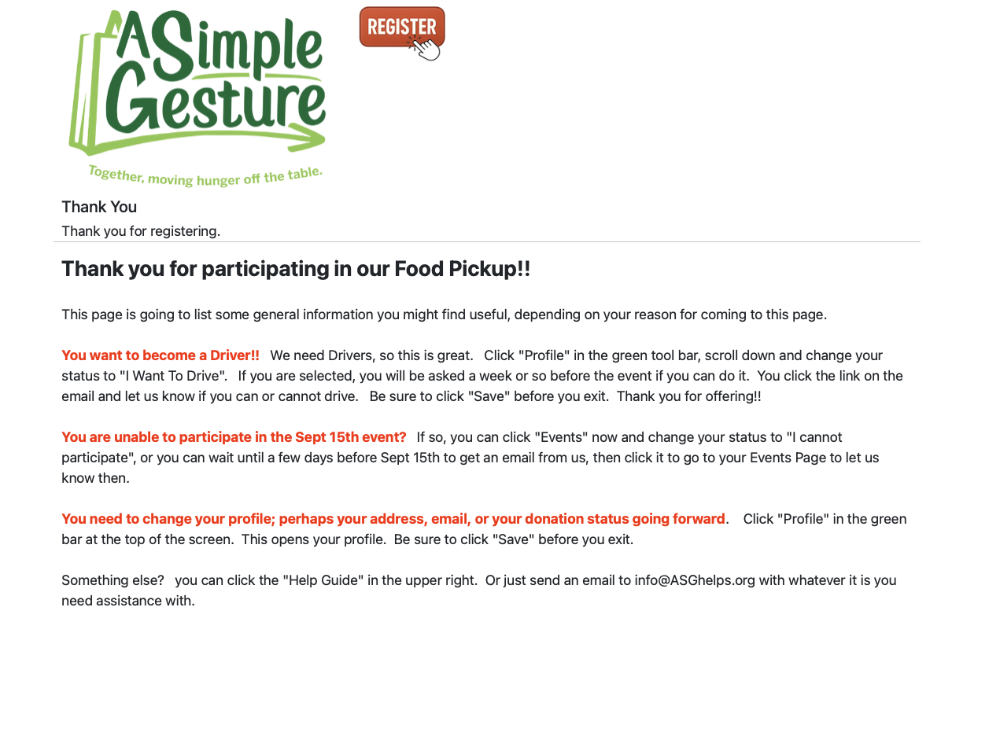 A Simple
Gesture
Together, moving hunger off the table.
REGISTER
Thank You
Thank you for registering.
Thank you for participating in our Food Pickup!!
This page is going to list some general information you might find useful, depending on your reason for coming to this page.
You want to become a Driver!!   We need Drivers, so this is great.   Click "Profile" in the green tool bar, scroll down and change your
status to "I Want To Drive".   If you are selected, you will be asked a week or so before the event if you can do it.  You click the link on the
email and let us know if you can or cannot drive.   Be sure to click "Save" before you exit.  Thank you for offering!!
You are unable to participate in the Sept 15th event?   If so, you can click "Events" now and change your status to "I cannot
participate", or you can wait until a few days before Sept 15th to get an email from us, then click it to go to your Events Page to let us
know then.
You need to change your profile; perhaps your address, email, or your donation status going forward.    Click "Profile" in the green
bar at the top of the screen.  This opens your profile.  Be sure to click "Save" before you exit.
Something else?   you can click the "Help Guide" in the upper right.  Or just send an email to info@ASGhelps.org with whatever it is you
need assistance with.